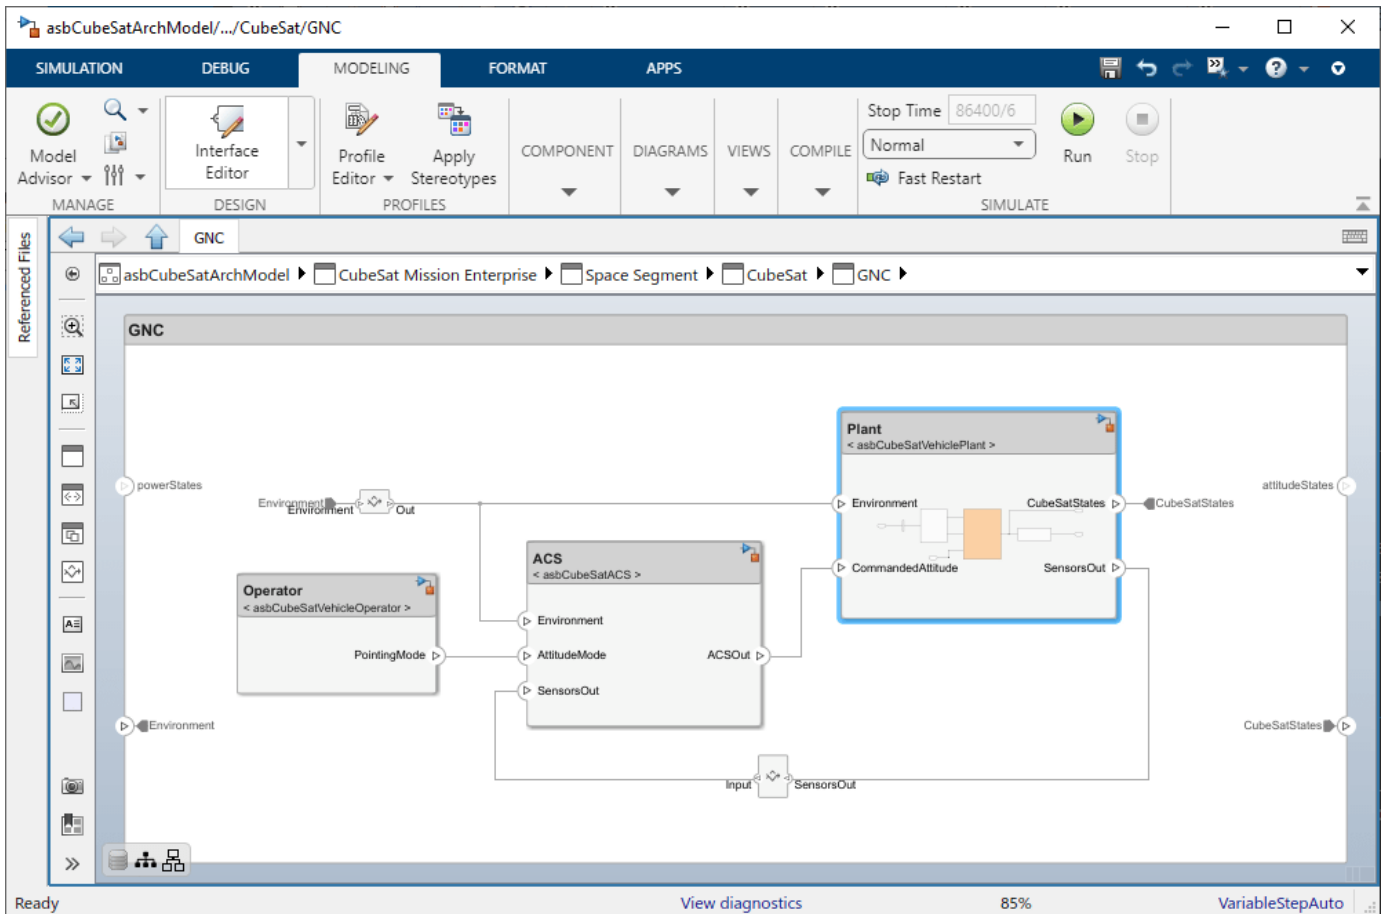 asbCubeSatArchModel/.../CubeSat/GNC
SIMULATION DEBUG MODELING FORMAT APPS
Model Advisor
Interface Editor
Profile Editor
Apply Stereotypes
COMPONENT
DIAGRAMS
VIEWS
COMPILE
Stop Time 86400/6
Normal
Fast Restart
Run
Stop
MANAGE DESIGN PROFILES SIMULATE
Referenced Files
GNC
asbCubeSatArchModel CubeSat Mission Enterprise Space Segment CubeSat GNC
GNC
Plant
< asbCubeSatVehiclePlant >
powerStates
attitudeStates
Environment
Environment
Out
Environment
CubeSatStates
CubeSatStates
CommandedAttitude
SensorsOut
ACS
< asbCubeSatACS >
Operator
< asbCubeSatVehicleOperator >
Environment
PointingMode
AttitudeMode
ACSOut
SensorsOut
Environment
CubeSatStates
Input
SensorsOut
Ready
View diagnostics
85%
VariableStepAuto